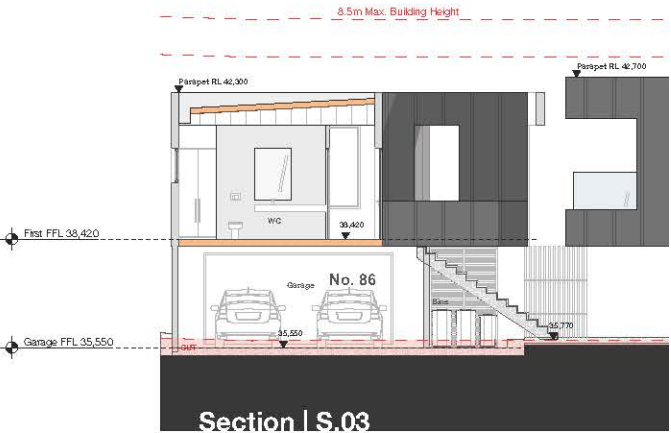 8.5m Max. Building Height
Parapet RL 42,700
Parapet RL 42,300
WC
38,420
First FFL 38,420
Garage
No. 86
Bins
35,550
35,770
Garage FFL 35,550
CUT
Section | S.03